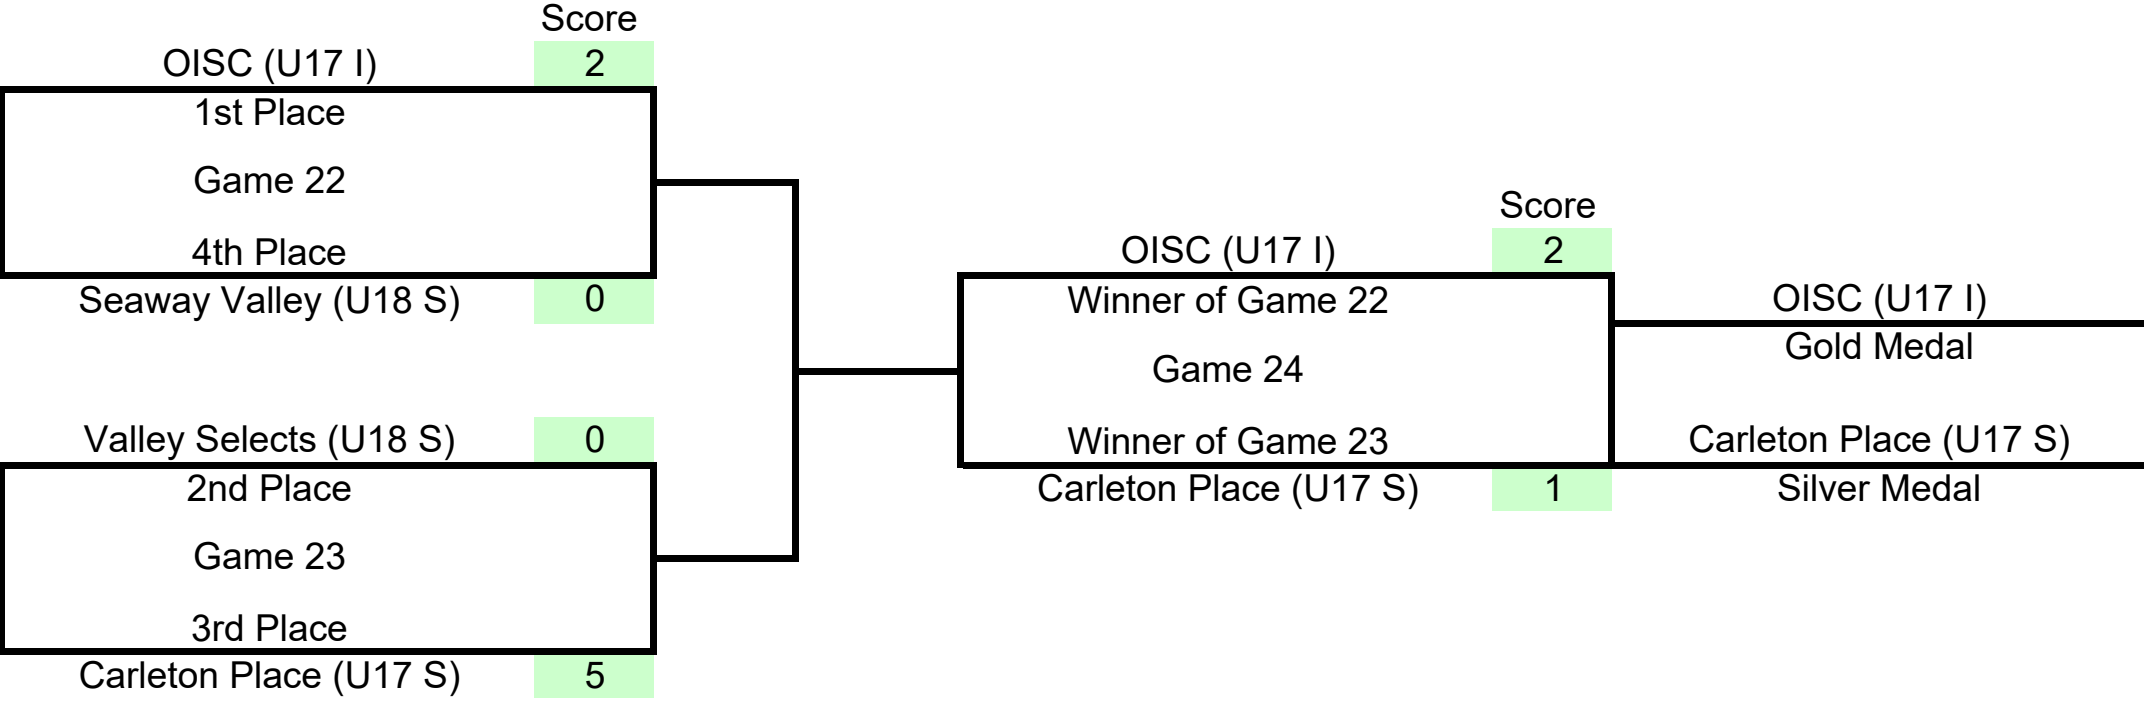 Score
OISC (U17 I) 2
1st Place
Game 22
4th Place
Seaway Valley (U18 S) 0
Valley Selects (U18 S) 0
2nd Place
Game 23
3rd Place
Carleton Place (U17 S) 5
Score
OISC (U17 I) 2
Winner of Game 22
Game 24
Winner of Game 23
Carleton Place (U17 S) 1
OISC (U17 I)
Gold Medal
Carleton Place (U17 S)
Silver Medal